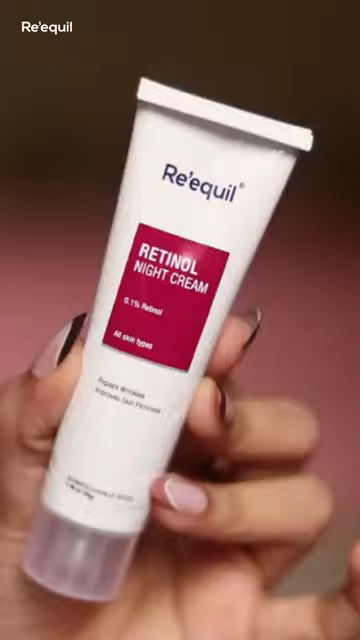 Re'equil
Re'equil®
RETINOL
NIGHT CREAM
0.1% Retinol
All skin types
Repairs Wrinkles
Improves Skin Firmness